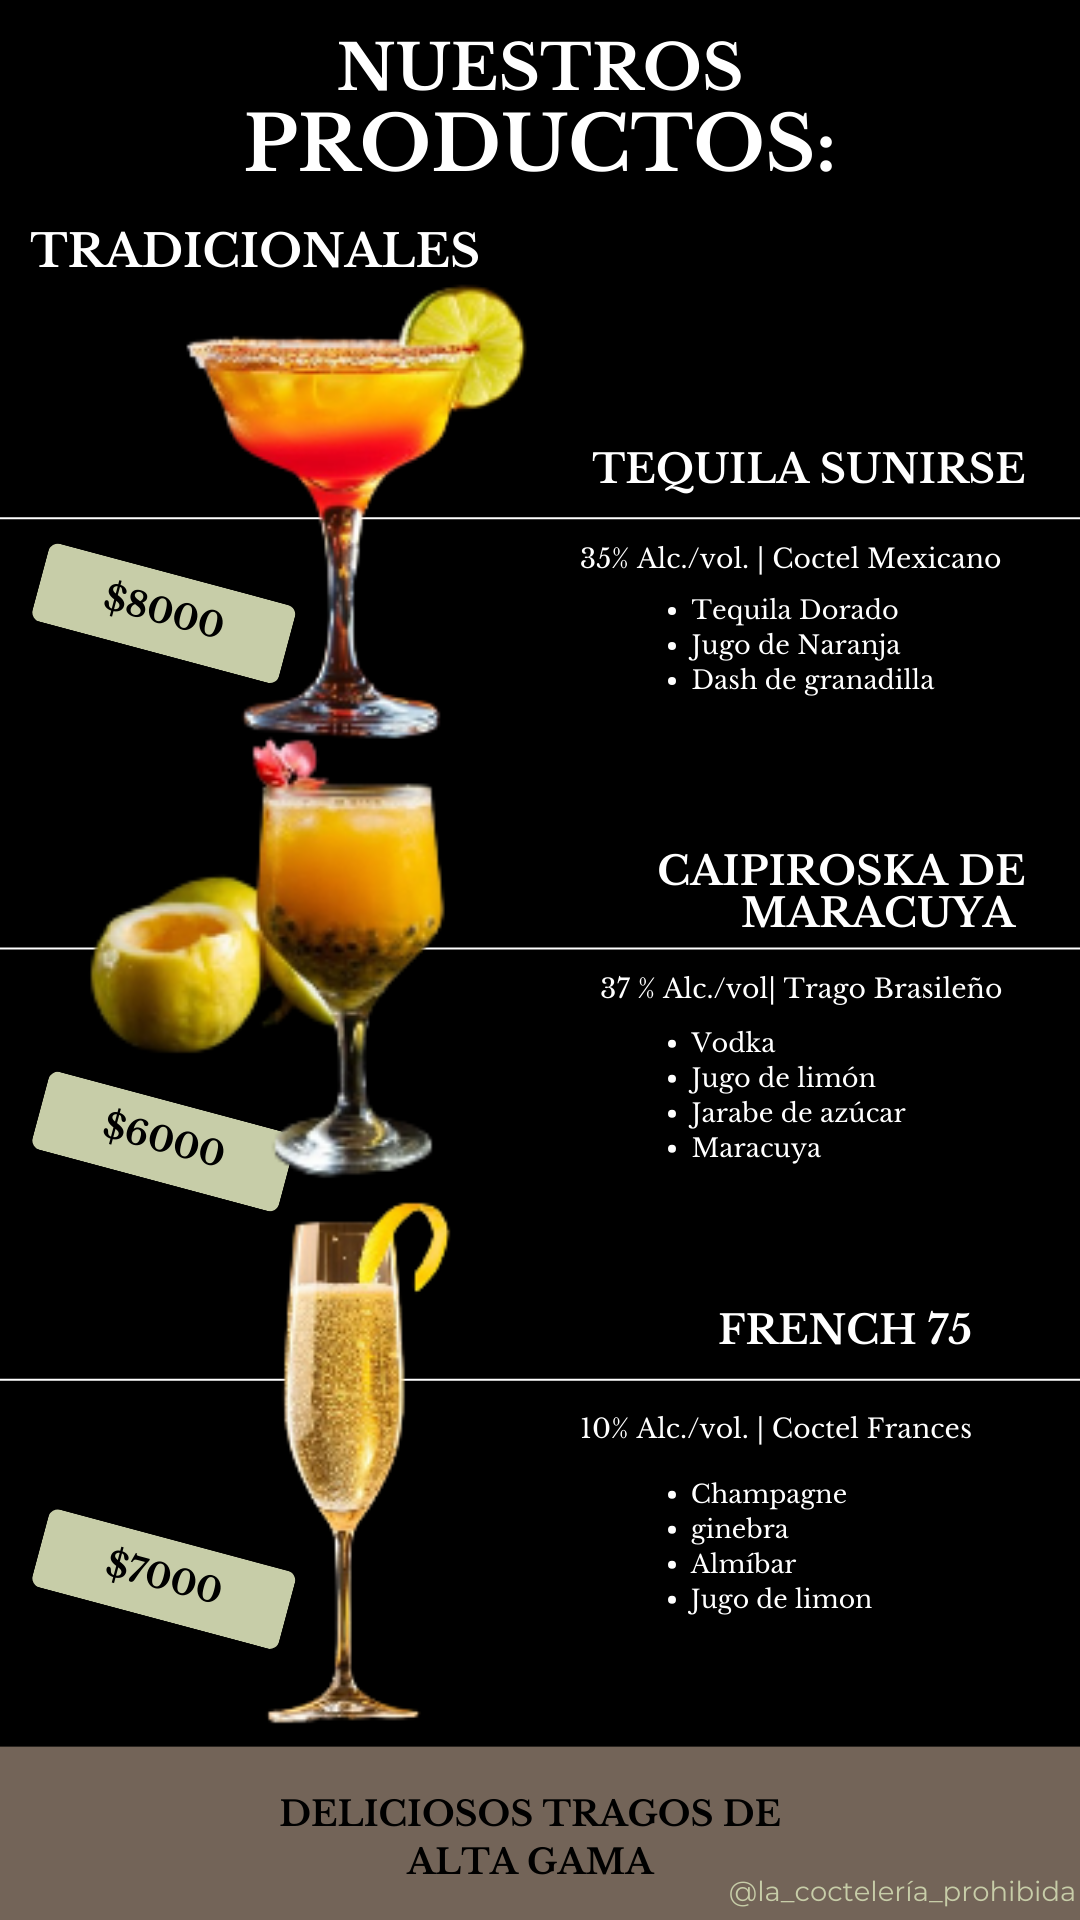 NUESTROS
PRODUCTOS:
TRADICIONALES
TEQUILA SUNIRSE
35% Alc./vol. | Coctel Mexicano
$8000
• Tequila Dorado
• Jugo de Naranja
• Dash de granadilla
CAIPIROSKA DE
MARACUYA
37 % Alc./vol| Trago Brasileño
• Vodka
• Jugo de limón
• Jarabe de azúcar
• Maracuya
$6000
FRENCH 75
10% Alc./vol. | Coctel Frances
• Champagne
• ginebra
• Almíbar
• Jugo de limon
$7000
DELICIOSOS TRAGOS DE
ALTA GAMA
@la_coctelería_prohibida